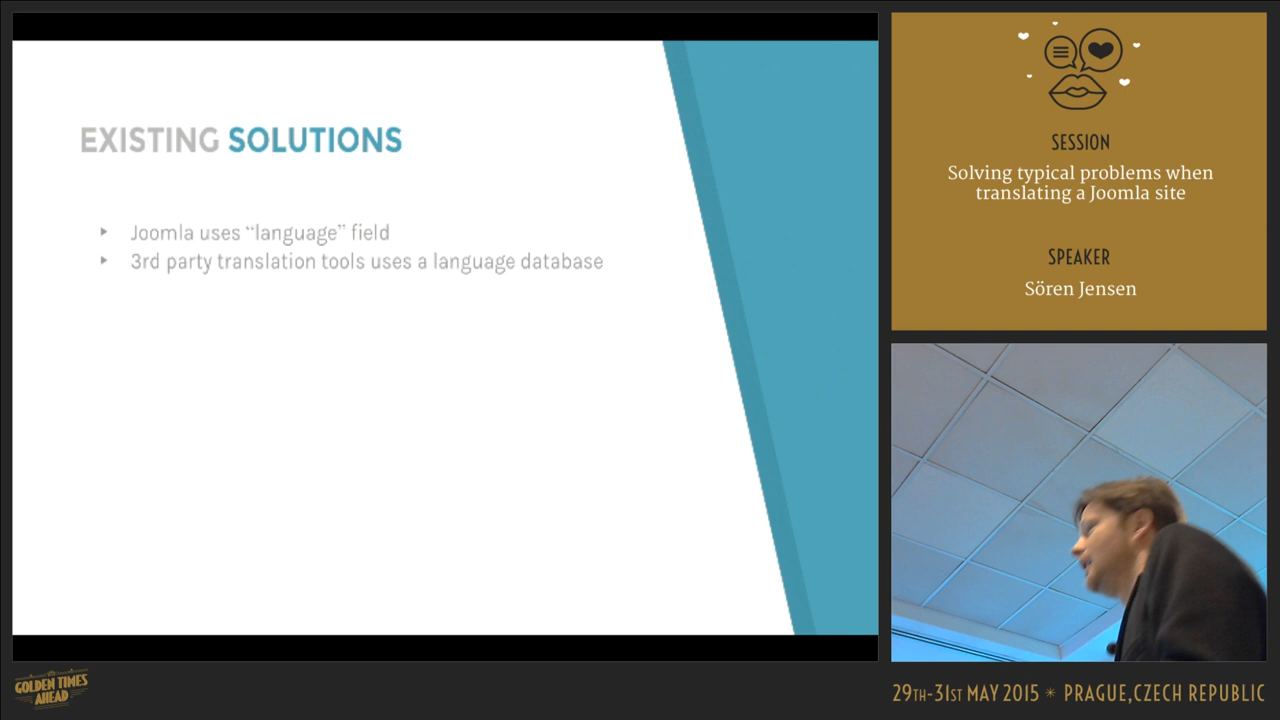 EXISTING SOLUTIONS
‣ Joomla uses “language” field
‣ 3rd party translation tools uses a language database
SESSION
Solving typical problems when
translating a Joomla site
SPEAKER
Sören Jensen
GOLDEN TIMES
AHEAD
29TH-31ST MAY 2015 * PRAGUE,CZECH REPUBLIC